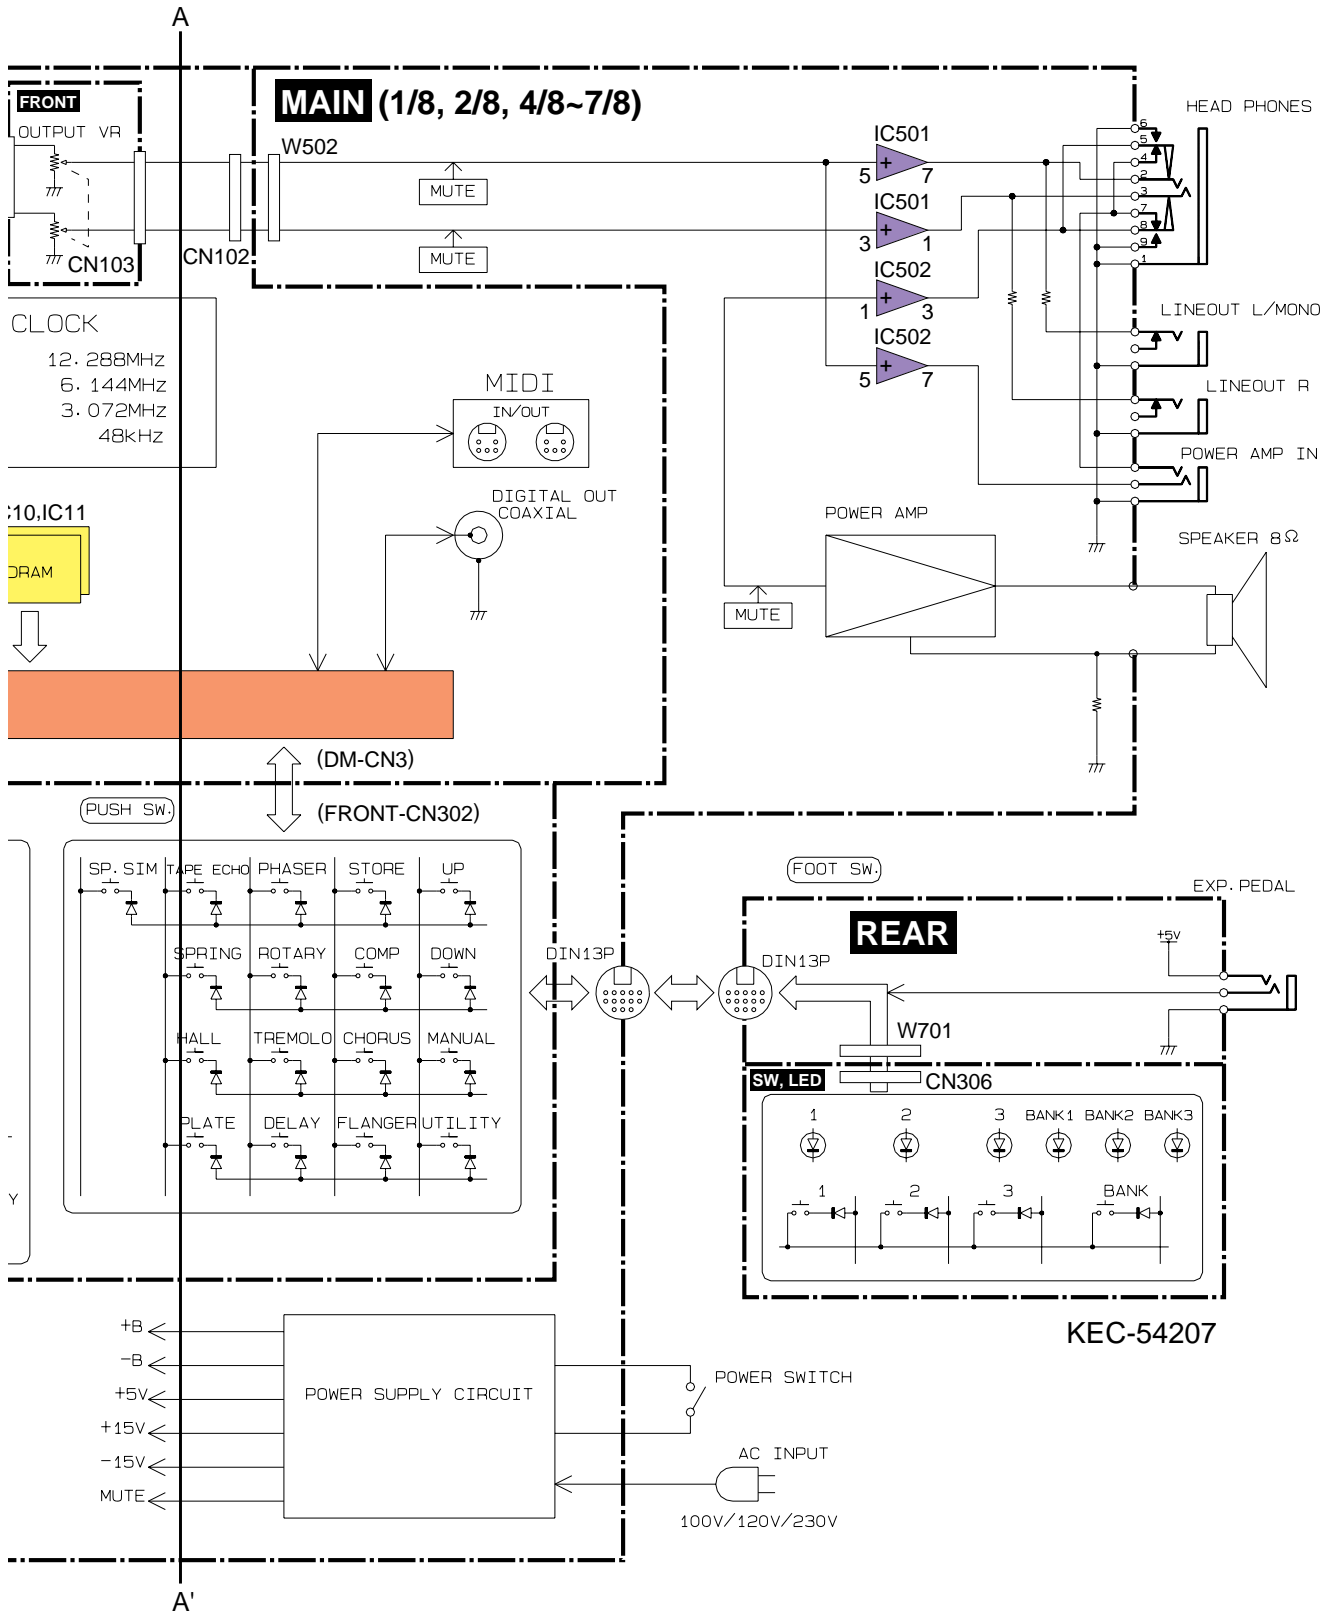 A
FRONT
OUTPUT VR
CN103
CN102
MAIN (1/8, 2/8, 4/8~7/8)
W502
MUTE
MUTE
IC501
5 7
IC501
3 1
IC502
1 3
IC502
5 7
HEAD PHONES
6
5
4
2
3
7
8
9
1
LINEOUT L/MONO
LINEOUT R
POWER AMP IN
CLOCK
12.288MHz
6.144MHz
3.072MHz
48kHz
MIDI
IN/OUT
DIGITAL OUT
COAXIAL
C10,IC11
DRAM
POWER AMP
MUTE
SPEAKER 8Ω
(DM-CN3)
(FRONT-CN302)
PUSH SW.
SP.SIM TAPE ECHO PHASER STORE UP
SPRING ROTARY COMP DOWN
HALL TREMOLO CHORUS MANUAL
PLATE DELAY FLANGER UTILITY
Y
DIN13P
FOOT SW.
REAR
DIN13P
EXP.PEDAL
+5V
W701
SW, LED
CN306
1 2 3 BANK1 BANK2 BANK3
1 2 3 BANK
KEC-54207
+B
-B
+5V
+15V
-15V
MUTE
POWER SUPPLY CIRCUIT
POWER SWITCH
AC INPUT
100V/120V/230V
A'